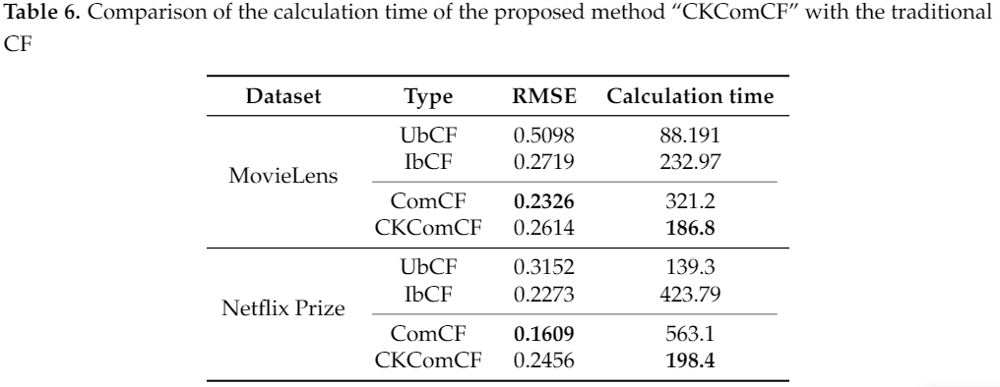 Table 6. Comparison of the calculation time of the proposed method “CKComCF” with the traditional
CF
Dataset Type RMSE Calculation time
MovieLens
UbCF 0.5098 88.191
IbCF 0.2719 232.97
ComCF 0.2326 321.2
CKComCF 0.2614 186.8
Netflix Prize
UbCF 0.3152 139.3
IbCF 0.2273 423.79
ComCF 0.1609 563.1
CKComCF 0.2456 198.4